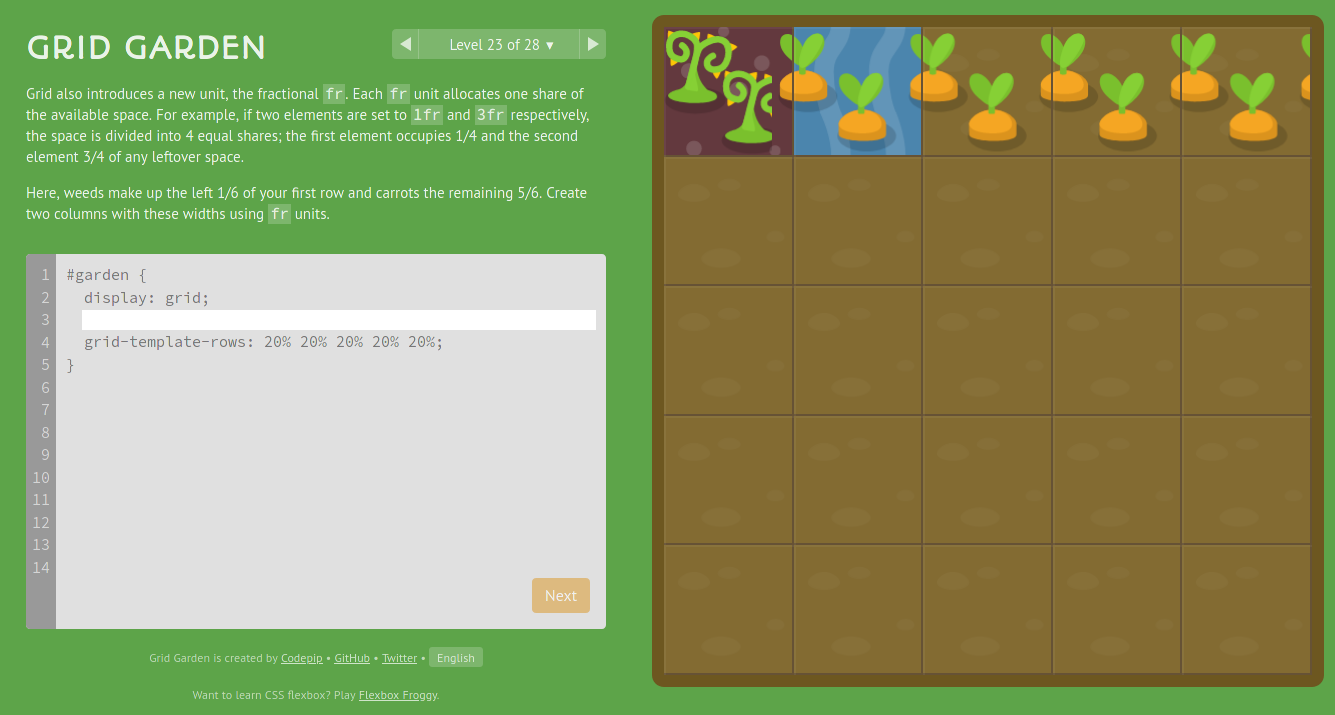 GRID GARDEN
◀ Level 23 of 28 ▼ ▶
Grid also introduces a new unit, the fractional fr. Each fr unit allocates one share of
the available space. For example, if two elements are set to 1fr and 3fr respectively,
the space is divided into 4 equal shares; the first element occupies 1/4 and the second
element 3/4 of any leftover space.
Here, weeds make up the left 1/6 of your first row and carrots the remaining 5/6. Create
two columns with these widths using fr units.
1 #garden {
2 display: grid;
3
4 grid-template-rows: 20% 20% 20% 20% 20%;
5 }
6
7
8
9
10
11
12
13
14
Next
Grid Garden is created by Codepip • GitHub • Twitter • English
Want to learn CSS flexbox? Play Flexbox Froggy.